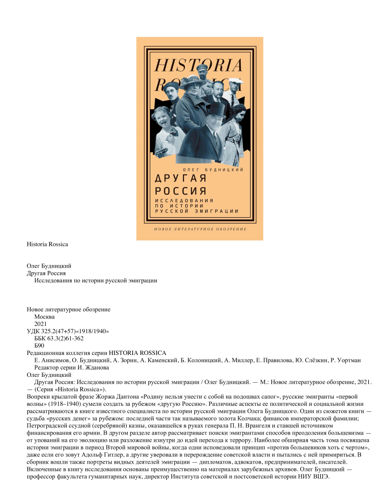 HISTORIA
ROSSICA
ОЛЕГ БУДНИЦКИЙ
ДРУГАЯ
РОССИЯ
ИССЛЕДОВАНИЯ
ПО ИСТОРИИ
РУССКОЙ ЭМИГРАЦИИ
НОВОЕ ЛИТЕРАТУРНОЕ ОБОЗРЕНИЕ
Historia Rossica
Олег Будницкий
Другая Россия
Исследования по истории русской эмиграции
Новое литературное обозрение
Москва
2021
УДК 325.2(47+57)«1918/1940»
ББК 63.3(2)61-362
Б90
Редакционная коллегия серии HISTORIA ROSSICA
Е. Анисимов, О. Будницкий, А. Зорин, А. Каменский, Б. Колоницкий, А. Миллер, Е. Правилова, Ю. Слёзкин, Р. Уортман
Редактор серии И. Жданова
Олег Будницкий
Другая Россия: Исследования по истории русской эмиграции / Олег Будницкий. — М.: Новое литературное обозрение, 2021.
— (Серия «Historia Rossica»).
Вопреки крылатой фразе Жоржа Дантона «Родину нельзя унести с собой на подошвах сапог», русские эмигранты «первой
волны» (1918–1940) сумели создать за рубежом «другую Россию». Различные аспекты ее политической и социальной жизни
рассматриваются в книге известного специалиста по истории русской эмиграции Олега Будницкого. Один из сюжетов книги —
судьба «русских денег» за рубежом: последней части так называемого золота Колчака; финансов императорской фамилии;
Петроградской ссудной (серебряной) казны, оказавшейся в руках генерала П. Н. Врангеля и ставшей источником
финансирования его армии. В другом разделе автор рассматривает поиски эмигрантами способов преодоления большевизма —
от упований на его эволюцию или разложение изнутри до идей перехода к террору. Наиболее обширная часть тома посвящена
истории эмиграции в период Второй мировой войны, когда одни исповедовали принцип «против большевиков хоть с чертом»,
даже если его зовут Адольф Гитлер, а другие уверовали в перерождение советской власти и пытались с ней примириться. В
сборник вошли также портреты видных деятелей эмиграции — дипломатов, адвокатов, предпринимателей, писателей.
Включенные в книгу исследования основаны преимущественно на материалах зарубежных архивов. Олег Будницкий —
профессор факультета гуманитарных наук, директор Института советской и постсоветской истории НИУ ВШЭ.